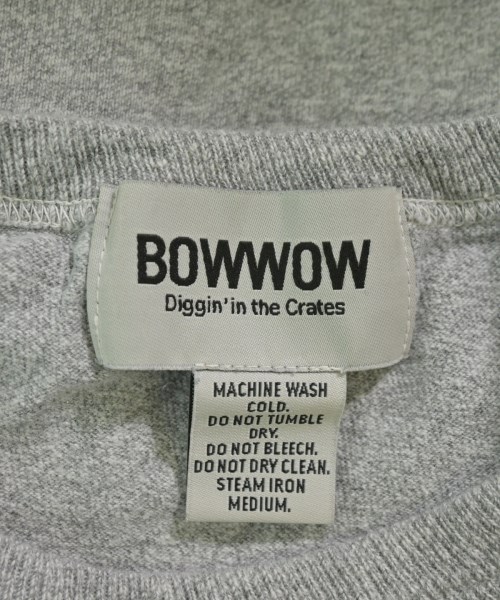 BOWWOW
Diggin' in the Crates
MACHINE WASH
COLD.
DO NOT TUMBLE
DRY.
DO NOT BLEECH.
DO NOT DRY CLEAN.
STEAM IRON
MEDIUM.